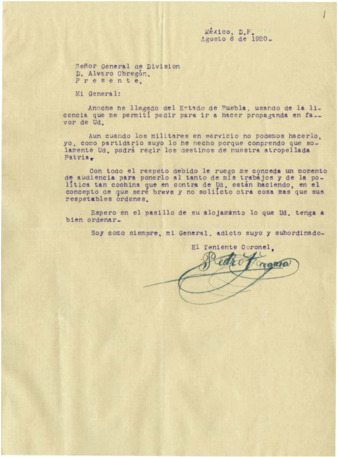 1
México, D.F.
Agosto 6 de 1920.-
Señor General de División
D. Alvaro Obregón.
P r e s e n t e.
Mi General:
Anoche he llegado del Estado de Puebla, usando de la li
cencia que me permití pedir para ir a hacer propaganda en fa_
vor de Ud.
Aun cuando los militares en servicio no podemos hacerlo,
yo, como partidario suyo lo he hecho porque comprendo que so-
lamente Ud. podrá regir los destinos de nuestra atropellada
Patria.
Con todo el respeto debido le ruego me conceda un momento
de audiencia para ponerlo al tanto de mis trabajos y de la po-
lítica tan cochina que en contra de Ud. están haciendo, en el
concepto de que seré breve y no solicito otra cosa mas que sus
respetables órdenes.
Espero en el pasillo de su alojamiento lo que Ud. tenga a
bien ordenar.
Soy como siempre, mi General, adicto suyo y subordinado.
El Teniente Coronel,
Pedro